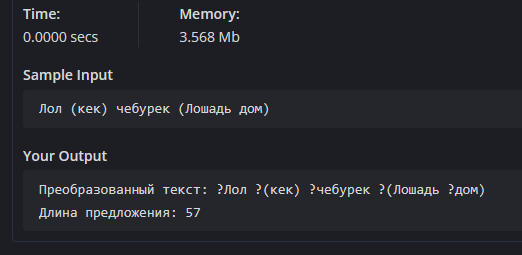 Time:
Memory:
0.0000 secs
3.568 Mb
Sample Input
Лол (кек) чебурек (Лошадь дом)
Your Output
Преобразованный текст: ?Лол ?(кек) ?чебурек ?(Лошадь ?дом)
Длина предложения: 57